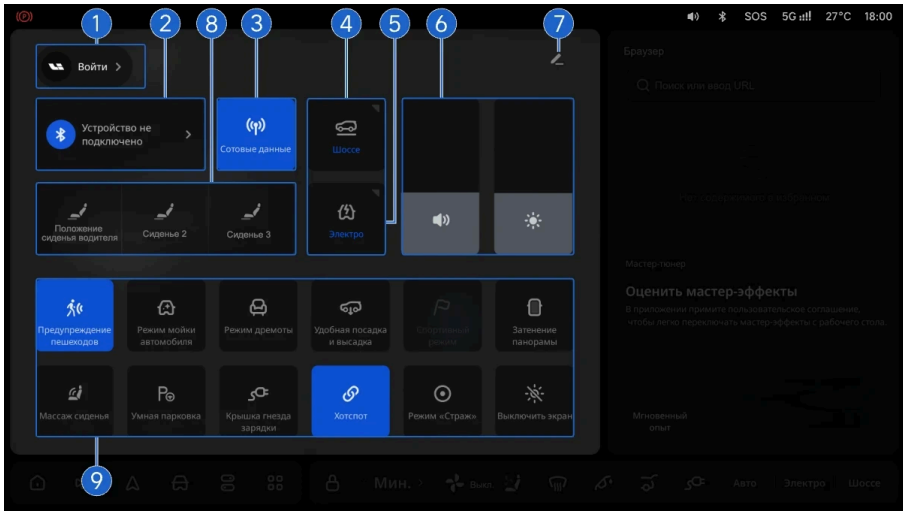 (P) SOS 5G 27°C 18:00
1 2 8 3 4 5 6 7
Войти >
Браузер
Поиск или ввод URL
Устройство не
подключено
Сотовые данные
Шоссе
Положение
сиденья водителя
Сиденье 2
Сиденье 3
Электро
Мастер-тюнер
Оценить мастер-эффекты
В приложении примите пользовательское соглашение,
чтобы легко переключать мастер-эффекты с рабочего стола.
Предупреждение
пешеходов
Режим мойки
автомобиля
Режим дремоты
Удобная посадка
и высадка
Спортивный
режим
Затенение
панорамы
Массаж сиденья
Умная парковка
Крышка гнезда
зарядки
Хотспот
Режим «Страж»
Выключить экран
Мгновенный
опыт
9
Мин. > Выкл. Авто Электро Шоссе